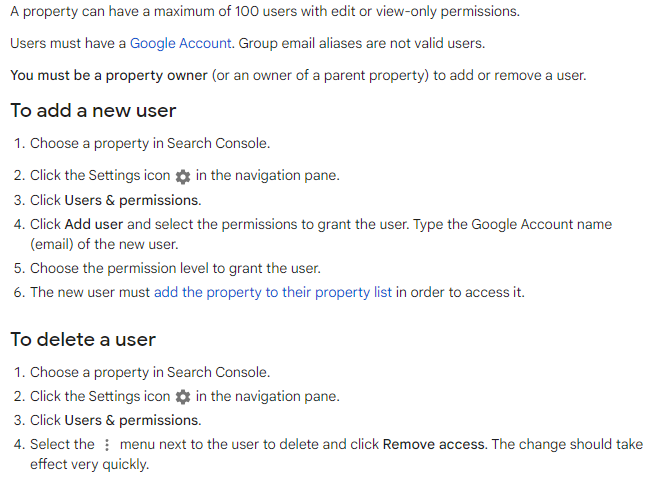 A property can have a maximum of 100 users with edit or view-only permissions.
Users must have a Google Account. Group email aliases are not valid users.
You must be a property owner (or an owner of a parent property) to add or remove a user.
To add a new user
1. Choose a property in Search Console.
2. Click the Settings icon in the navigation pane.
3. Click Users & permissions.
4. Click Add user and select the permissions to grant the user. Type the Google Account name
(email) of the new user.
5. Choose the permission level to grant the user.
6. The new user must add the property to their property list in order to access it.
To delete a user
1. Choose a property in Search Console.
2. Click the Settings icon in the navigation pane.
3. Click Users & permissions.
4. Select the ⋮ menu next to the user to delete and click Remove access. The change should take
effect very quickly.